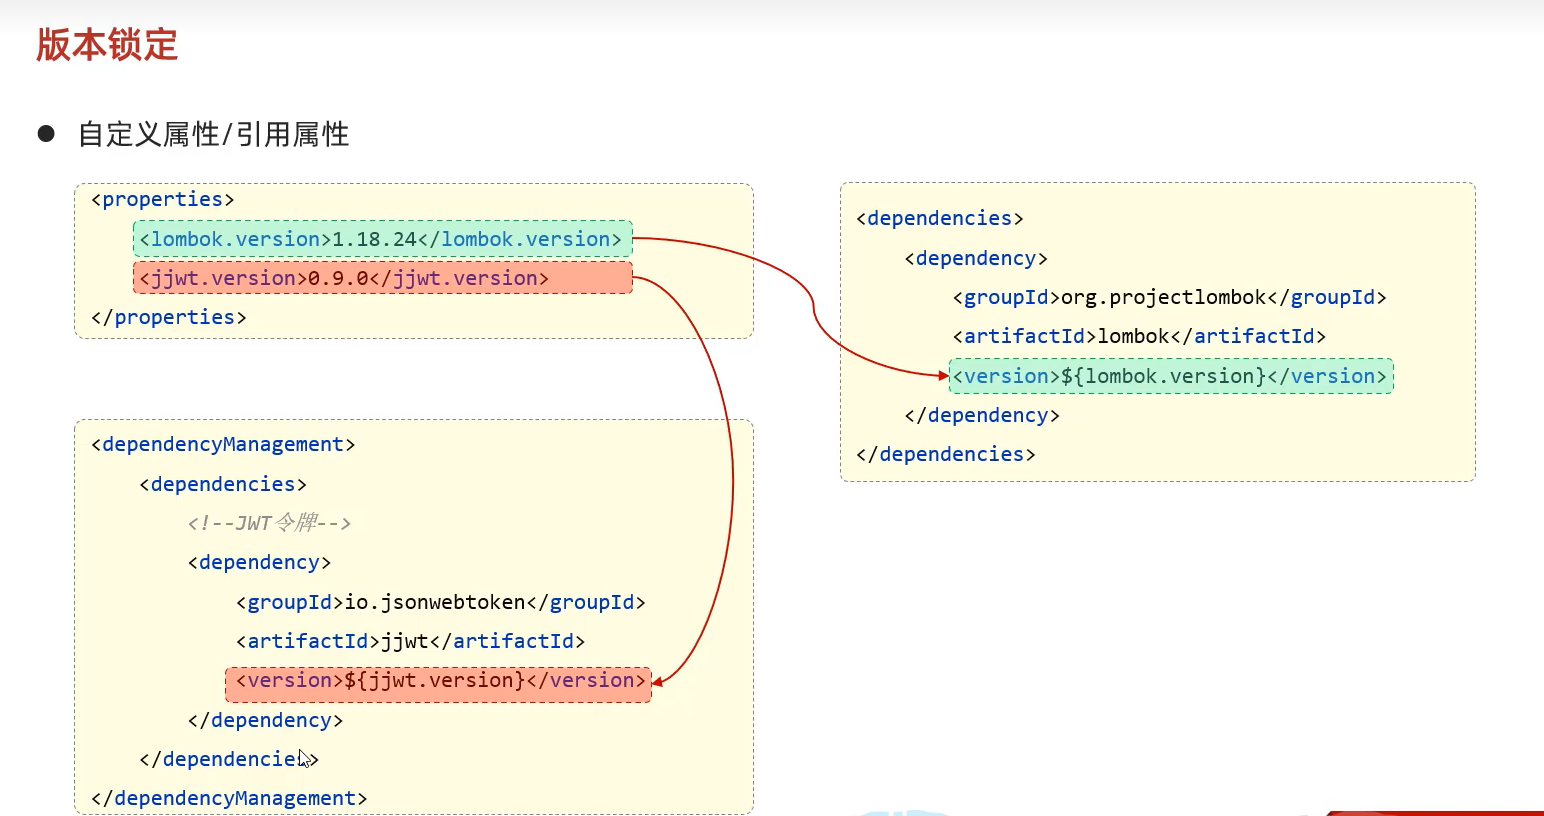 版本锁定
● 自定义属性/引用属性
<properties>
<lombok.version>1.18.24</lombok.version>
<jjwt.version>0.9.0</jjwt.version>
</properties>
<dependencyManagement>
<dependencies>
<!--JWT令牌-->
<dependency>
<groupId>io.jsonwebtoken</groupId>
<artifactId>jjwt</artifactId>
<version>${jjwt.version}</version>
</dependency>
</dependencies>
</dependencyManagement>
<dependencies>
<dependency>
<groupId>org.projectlombok</groupId>
<artifactId>lombok</artifactId>
<version>${lombok.version}</version>
</dependency>
</dependencies>